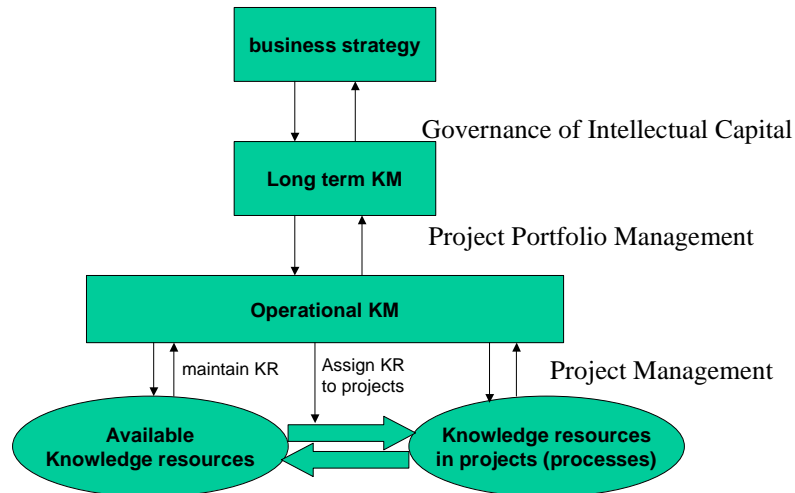 business strategy
Governance of Intellectual Capital
Long term KM
Project Portfolio Management
Operational KM
maintain KR
Assign KR
to projects
Project Management
Available
Knowledge resources
Knowledge resources
in projects (processes)